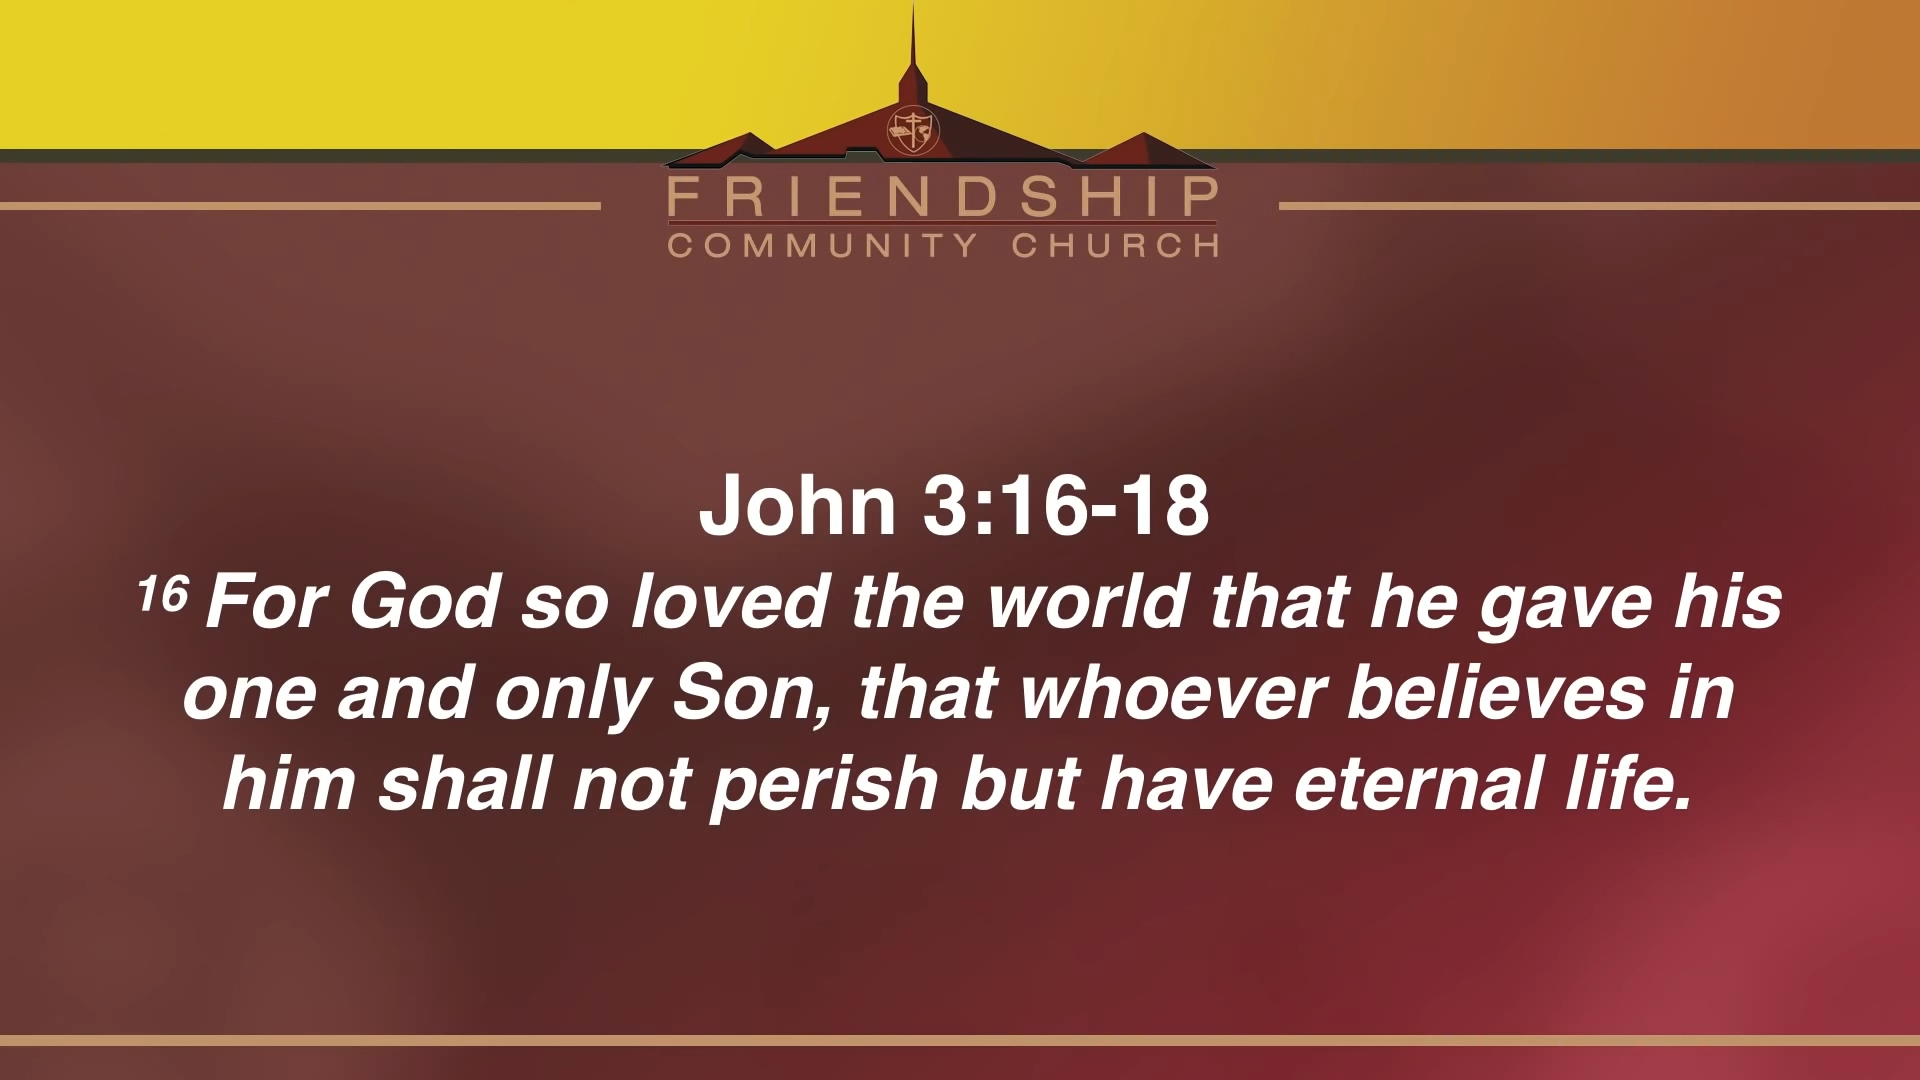 FRIENDSHIP
COMMUNITY CHURCH
John 3:16-18
16 For God so loved the world that he gave his
one and only Son, that whoever believes in
him shall not perish but have eternal life.